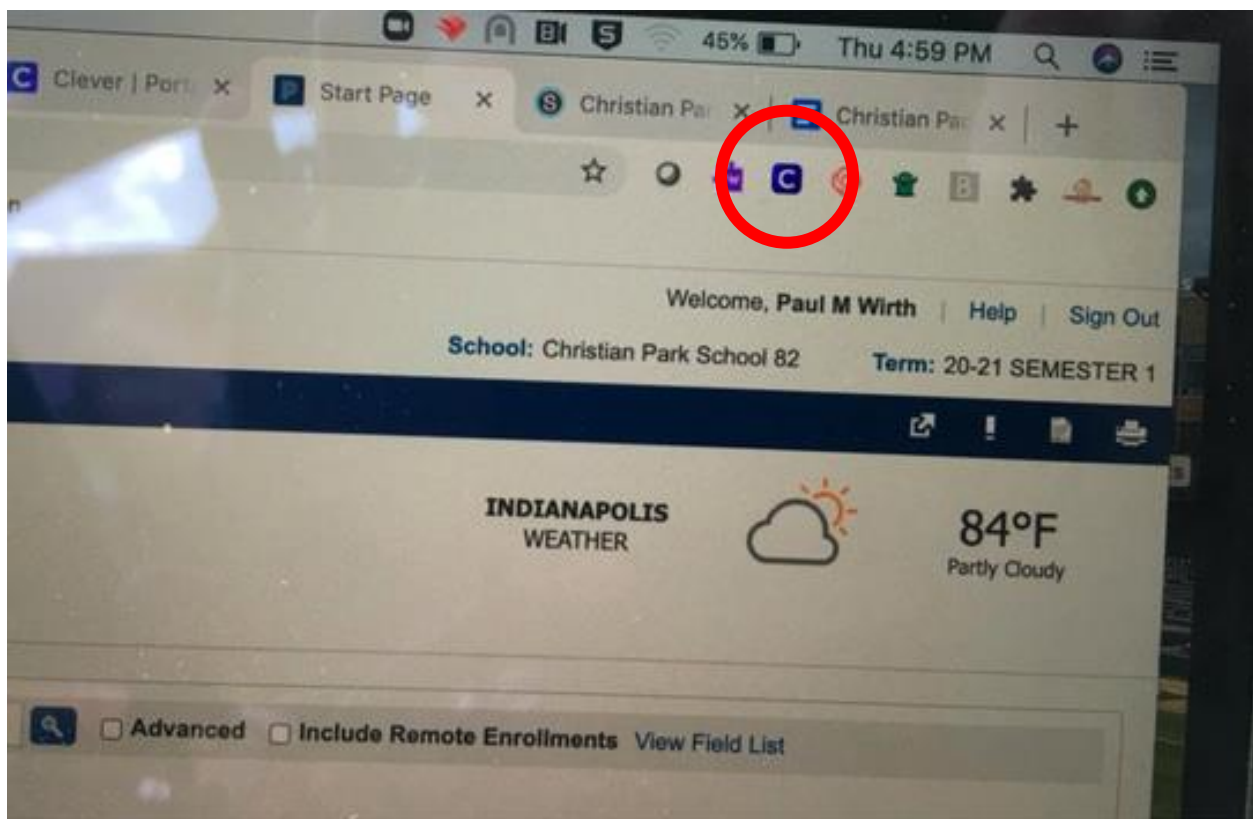 45% Thu 4:59 PM
C Clever | Port × P Start Page × S Christian Pa × Christian Pa × +
w C B
n
Welcome, Paul M Wirth | Help | Sign Out
School: Christian Park School 82 Term: 20-21 SEMESTER 1
INDIANAPOLIS
WEATHER
84°F
Partly Cloudy
Advanced Include Remote Enrollments View Field List